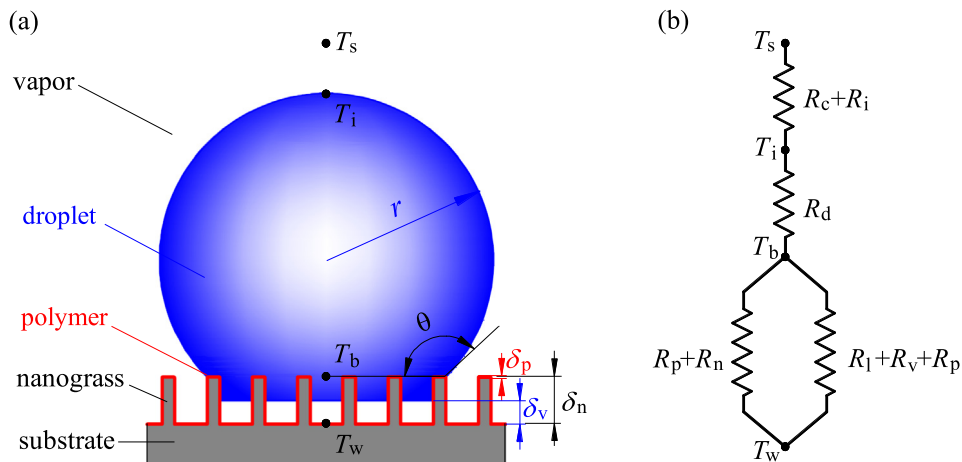 (a)
Ts
vapor
Ti
r
droplet
polymer
θ
Tb
δp
nanograss
δv
δn
substrate
Tw
(b)
Ts
Rc+Ri
Ti
Rd
Tb
Rp+Rn
Rl+Rv+Rp
Tw